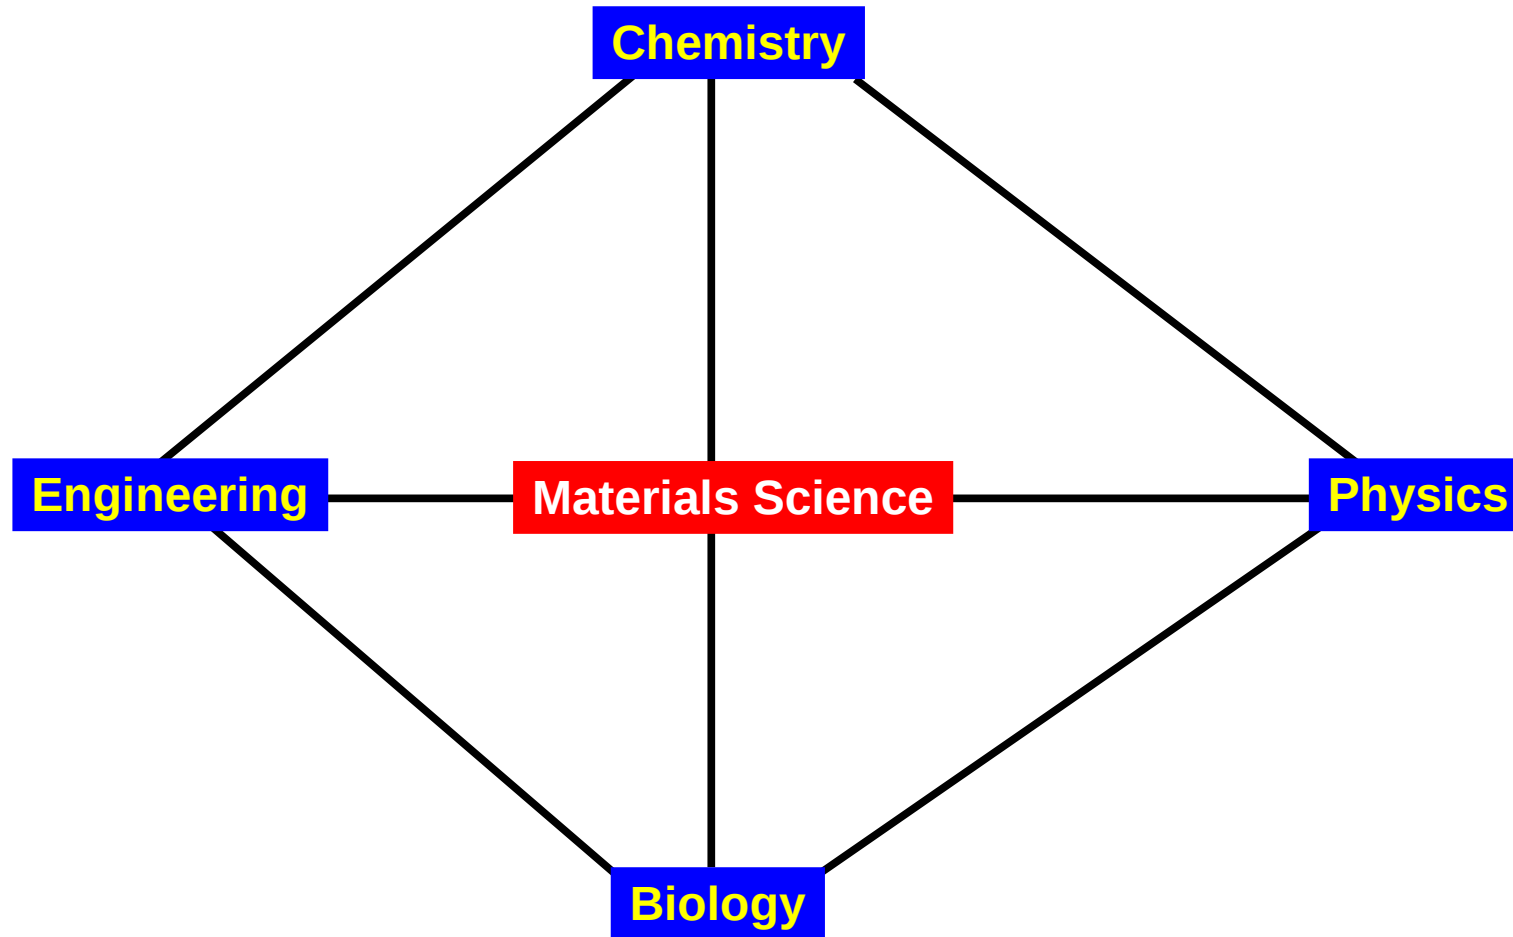 Chemistry
Engineering
Materials Science
Physics
Biology